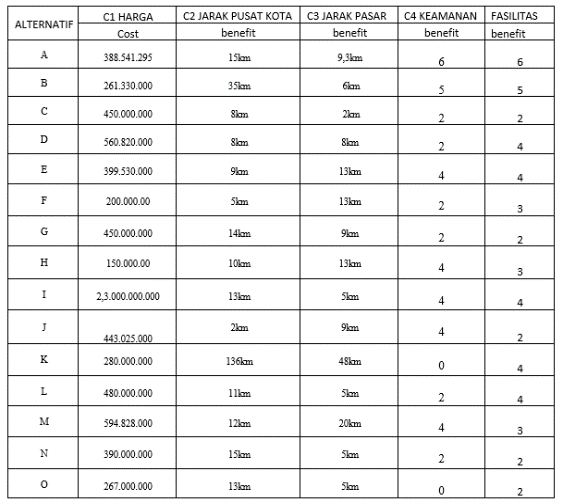 ALTERNATIF C1 HARGA C2 JARAK PUSAT KOTA C3 JARAK PASAR C4 KEAMANAN FASILITAS
Cost benefit benefit benefit benefit
A 388.541.295 15km 9,3km 6 6
B 261.330.000 35km 6km 5 5
C 450.000.000 8km 2km 2 2
D 560.820.000 8km 8km 2 4
E 399.530.000 9km 13km 4 4
F 200.000.00 5km 13km 2 3
G 450.000.000 14km 9km 2 2
H 150.000.00 10km 13km 4 3
I 2,3.000.000.000 13km 5km 4 4
J 443.025.000 2km 9km 4 2
K 280.000.000 136km 48km 0 4
L 480.000.000 11km 5km 2 4
M 594.828.000 12km 20km 4 3
N 390.000.000 15km 5km 2 2
O 267.000.000 13km 5km 0 2